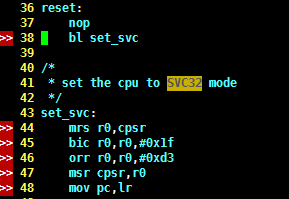 36 reset:
37 nop
>> 38 bl set_svc
39
40 /*
41 * set the cpu to SVC32 mode
42 */
43 set_svc:
>> 44 mrs r0,cpsr
>> 45 bic r0,r0,#0x1f
>> 46 orr r0,r0,#0xd3
>> 47 msr cpsr,r0
>> 48 mov pc,lr